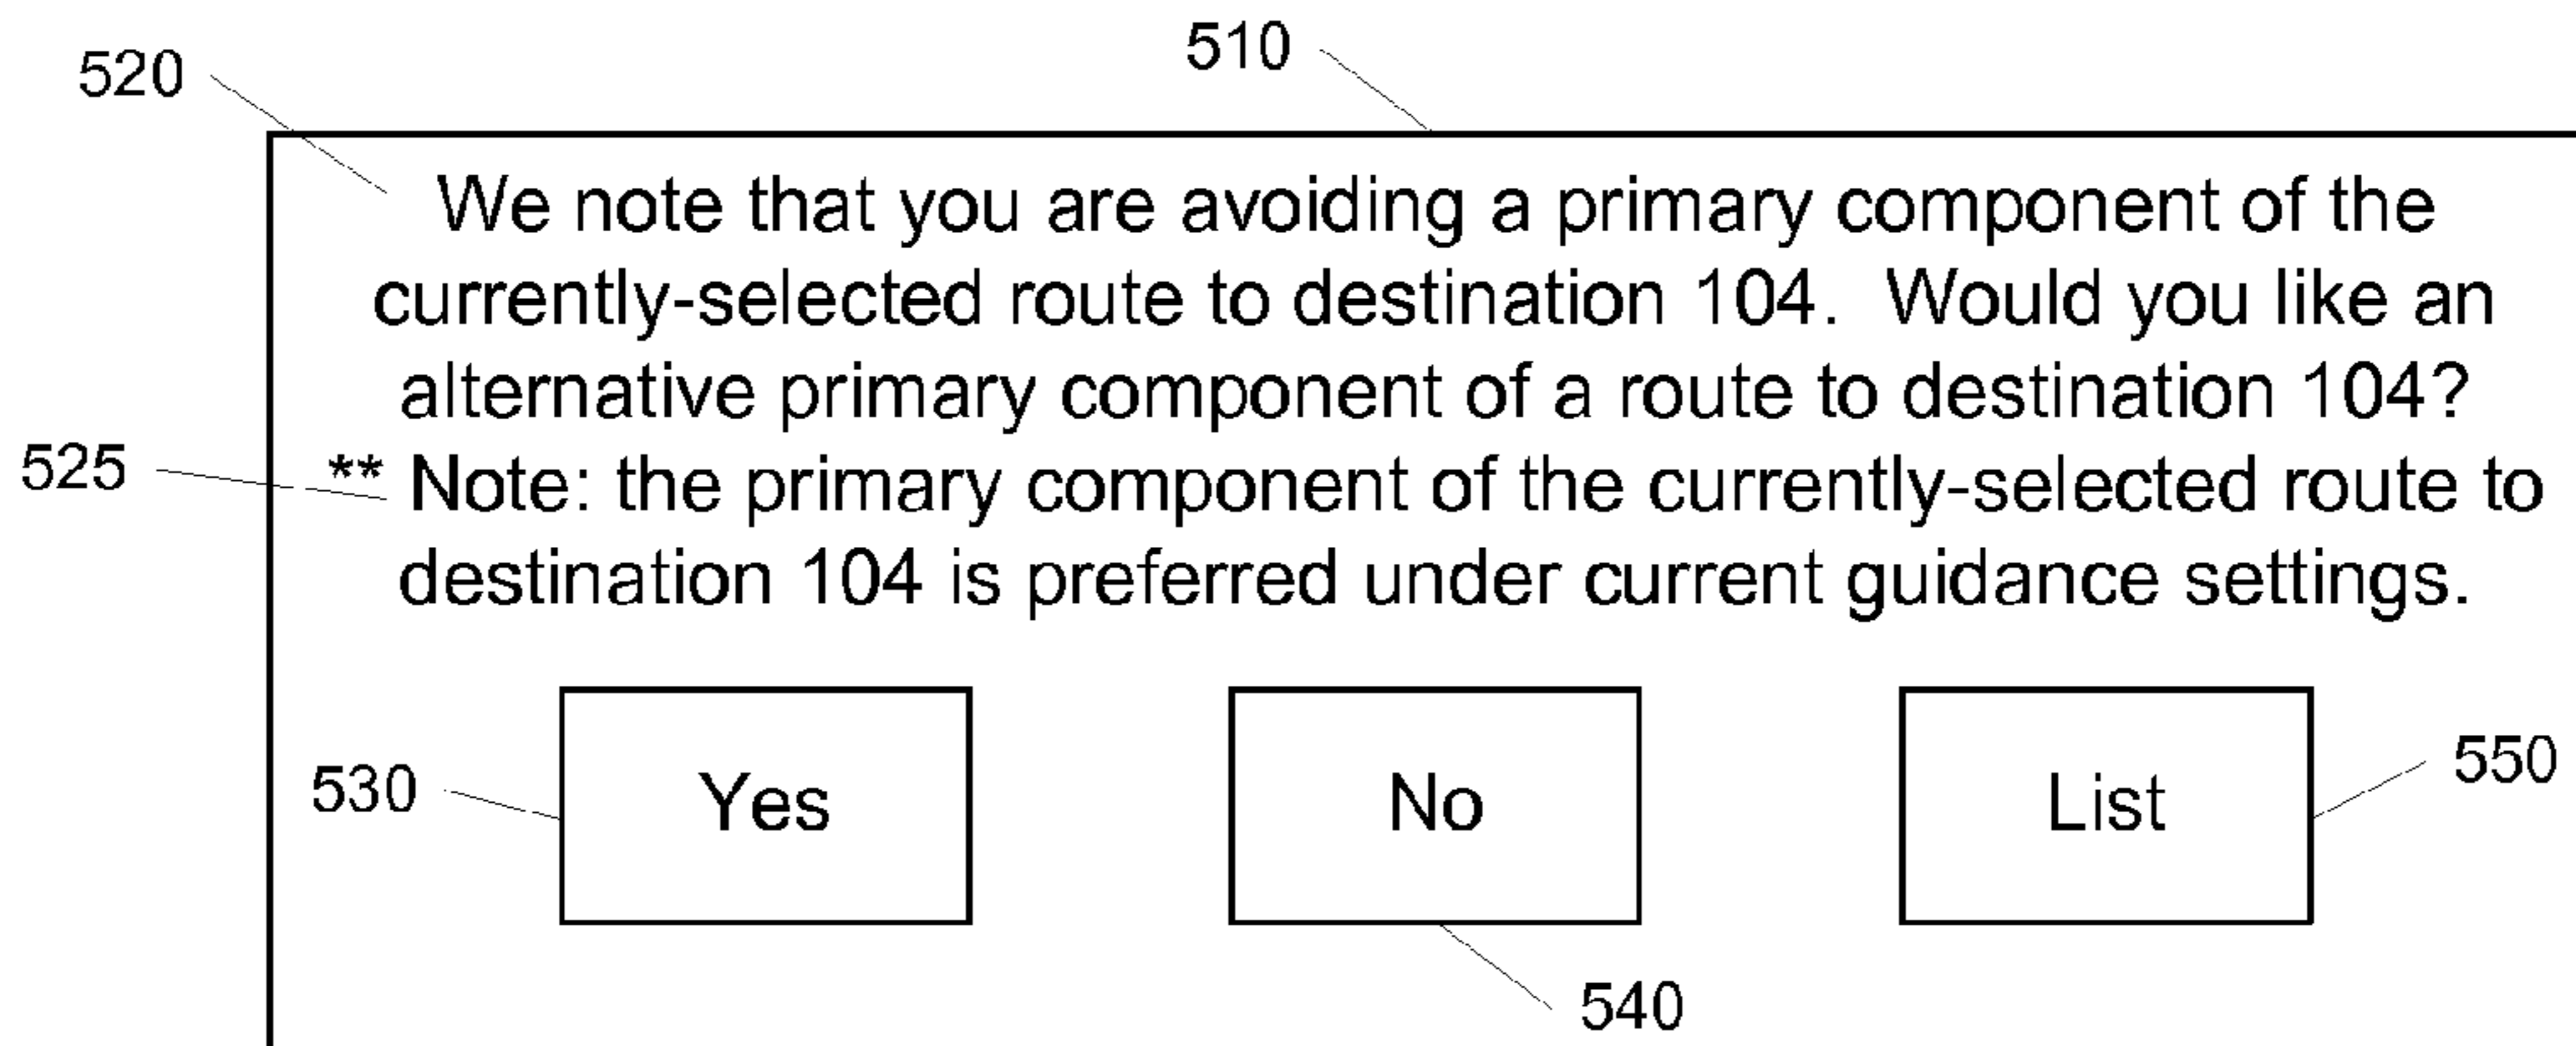 510
520
We note that you are avoiding a primary component of the
currently-selected route to destination 104. Would you like an
alternative primary component of a route to destination 104?
525
** Note: the primary component of the currently-selected route to
destination 104 is preferred under current guidance settings.
530
Yes
No
List
550
540